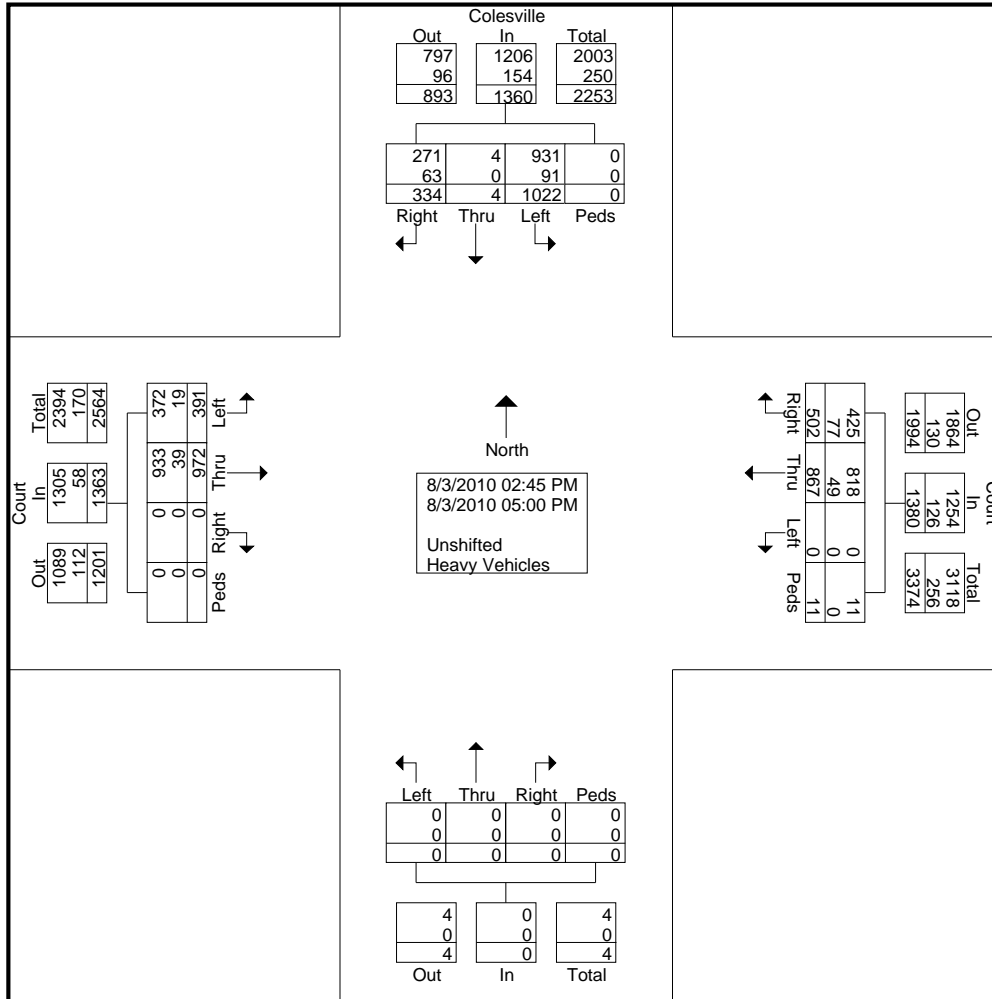 Colesville
Out In Total
797 1206 2003
96 154 250
893 1360 2253
271 4 931 0
63 0 91 0
334 4 1022 0
Right Thru Left Peds
Court
Total In Out
2394 1305 1089
170 58 112
2564 1363 1201
372 933 0 0
19 39 0 0
391 972 0 0
Left Thru Right Peds
North
8/3/2010 02:45 PM
8/3/2010 05:00 PM
Unshifted
Heavy Vehicles
Court
Out In Total
1864 1254 3118
130 126 256
1994 1380 3374
425 818 0 11
77 49 0 0
502 867 0 11
Right Thru Left Peds
Left Thru Right Peds
0 0 0 0
0 0 0 0
0 0 0 0
4 0 4
0 0 0
4 0 4
Out In Total